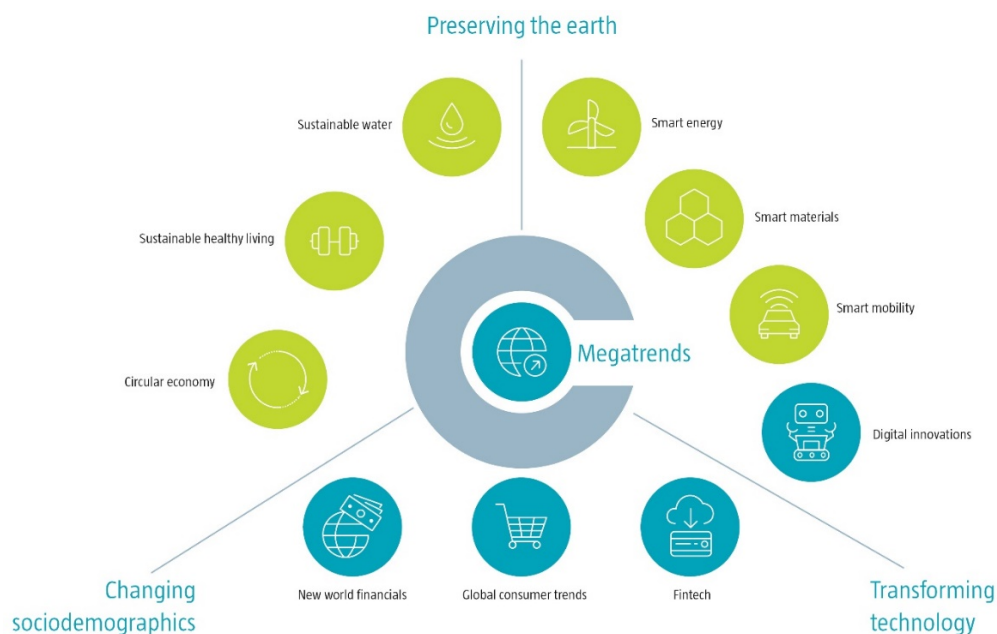 Preserving the earth
Sustainable water
Smart energy
Sustainable healthy living
Smart materials
Smart mobility
Megatrends
Circular economy
Digital innovations
Changing
sociodemographics
New world financials
Global consumer trends
Fintech
Transforming
technology